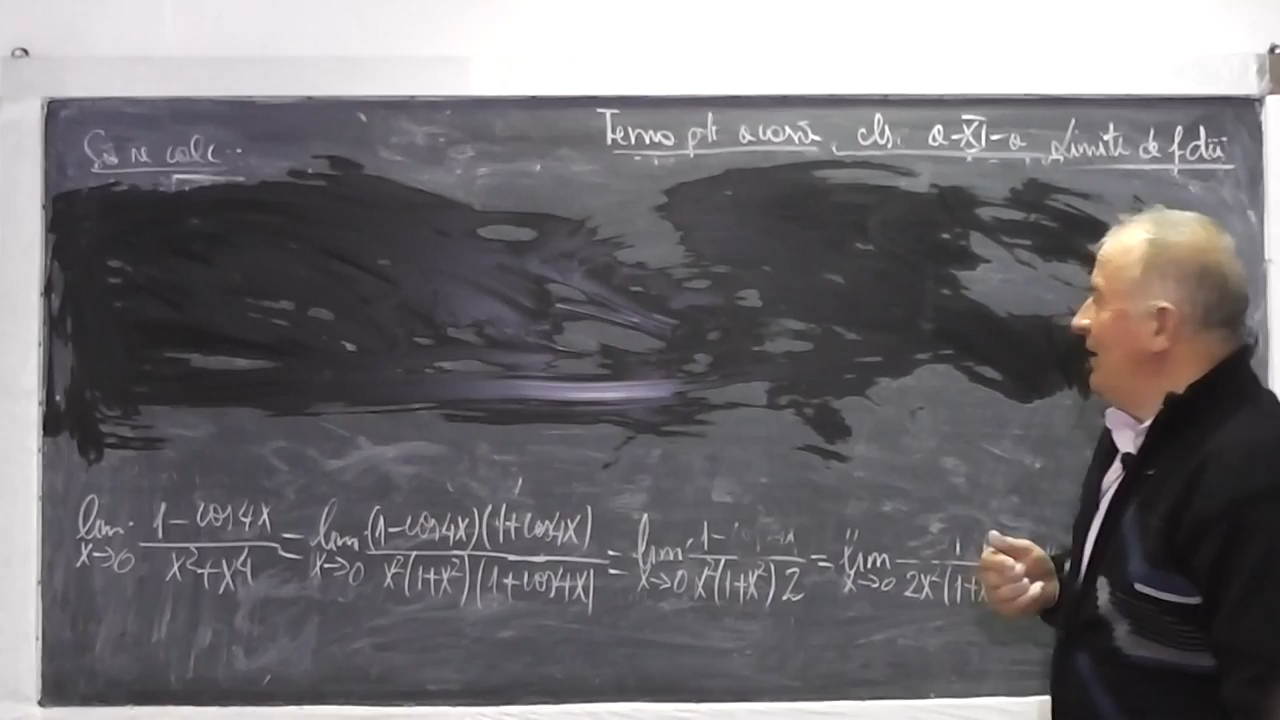 Temă pt acasă, cls. a-XI-a Limite de f
Să se calc.
lim x→0 1-cos4x / x²+x⁴ = lim x→0 (1-cos4x)(1+cos4x) / x²(1+x²)(1+cos4x) = lim x→0 1- / x²(1+x²)2 = lim x→0 1 / 2x²(1+x